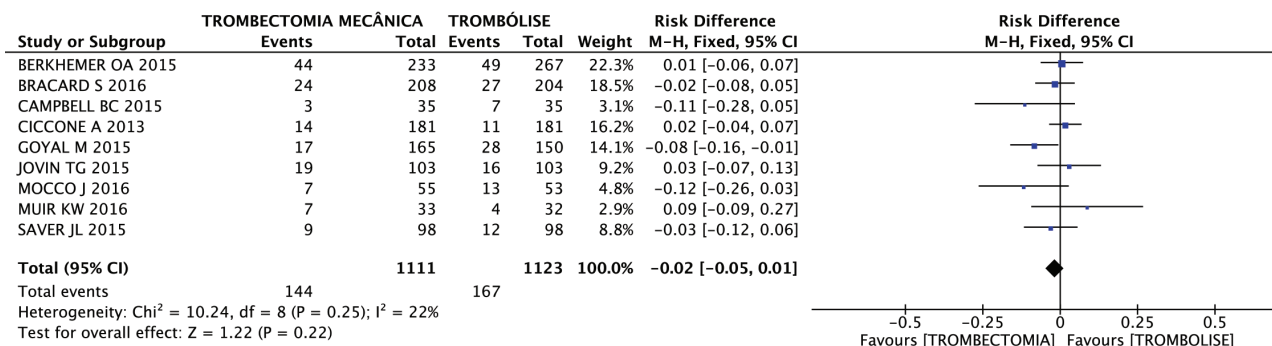 TROMBECTOMIA MECÂNICA TROMBÓLISE Risk Difference Risk Difference
Study or Subgroup Events Total Events Total Weight M-H, Fixed, 95% CI M-H, Fixed, 95% CI
BERKHEMER OA 2015 44 233 49 267 22.3% 0.01 [-0.06, 0.07]
BRACARD S 2016 24 208 27 204 18.5% -0.02 [-0.08, 0.05]
CAMPBELL BC 2015 3 35 7 35 3.1% -0.11 [-0.28, 0.05]
CICCONE A 2013 14 181 11 181 16.2% 0.02 [-0.04, 0.07]
GOYAL M 2015 17 165 28 150 14.1% -0.08 [-0.16, -0.01]
JOVIN TG 2015 19 103 16 103 9.2% 0.03 [-0.07, 0.13]
MOCCO J 2016 7 55 13 53 4.8% -0.12 [-0.26, 0.03]
MUIR KW 2016 7 33 4 32 2.9% 0.09 [-0.09, 0.27]
SAVER JL 2015 9 98 12 98 8.8% -0.03 [-0.12, 0.06]
Total (95% CI) 1111 1123 100.0% -0.02 [-0.05, 0.01]
Total events 144 167
Heterogeneity: Chi² = 10.24, df = 8 (P = 0.25); I² = 22%
Test for overall effect: Z = 1.22 (P = 0.22)
-0.5 -0.25 0 0.25 0.5
Favours [TROMBECTOMIA] Favours [TROMBOLISE]